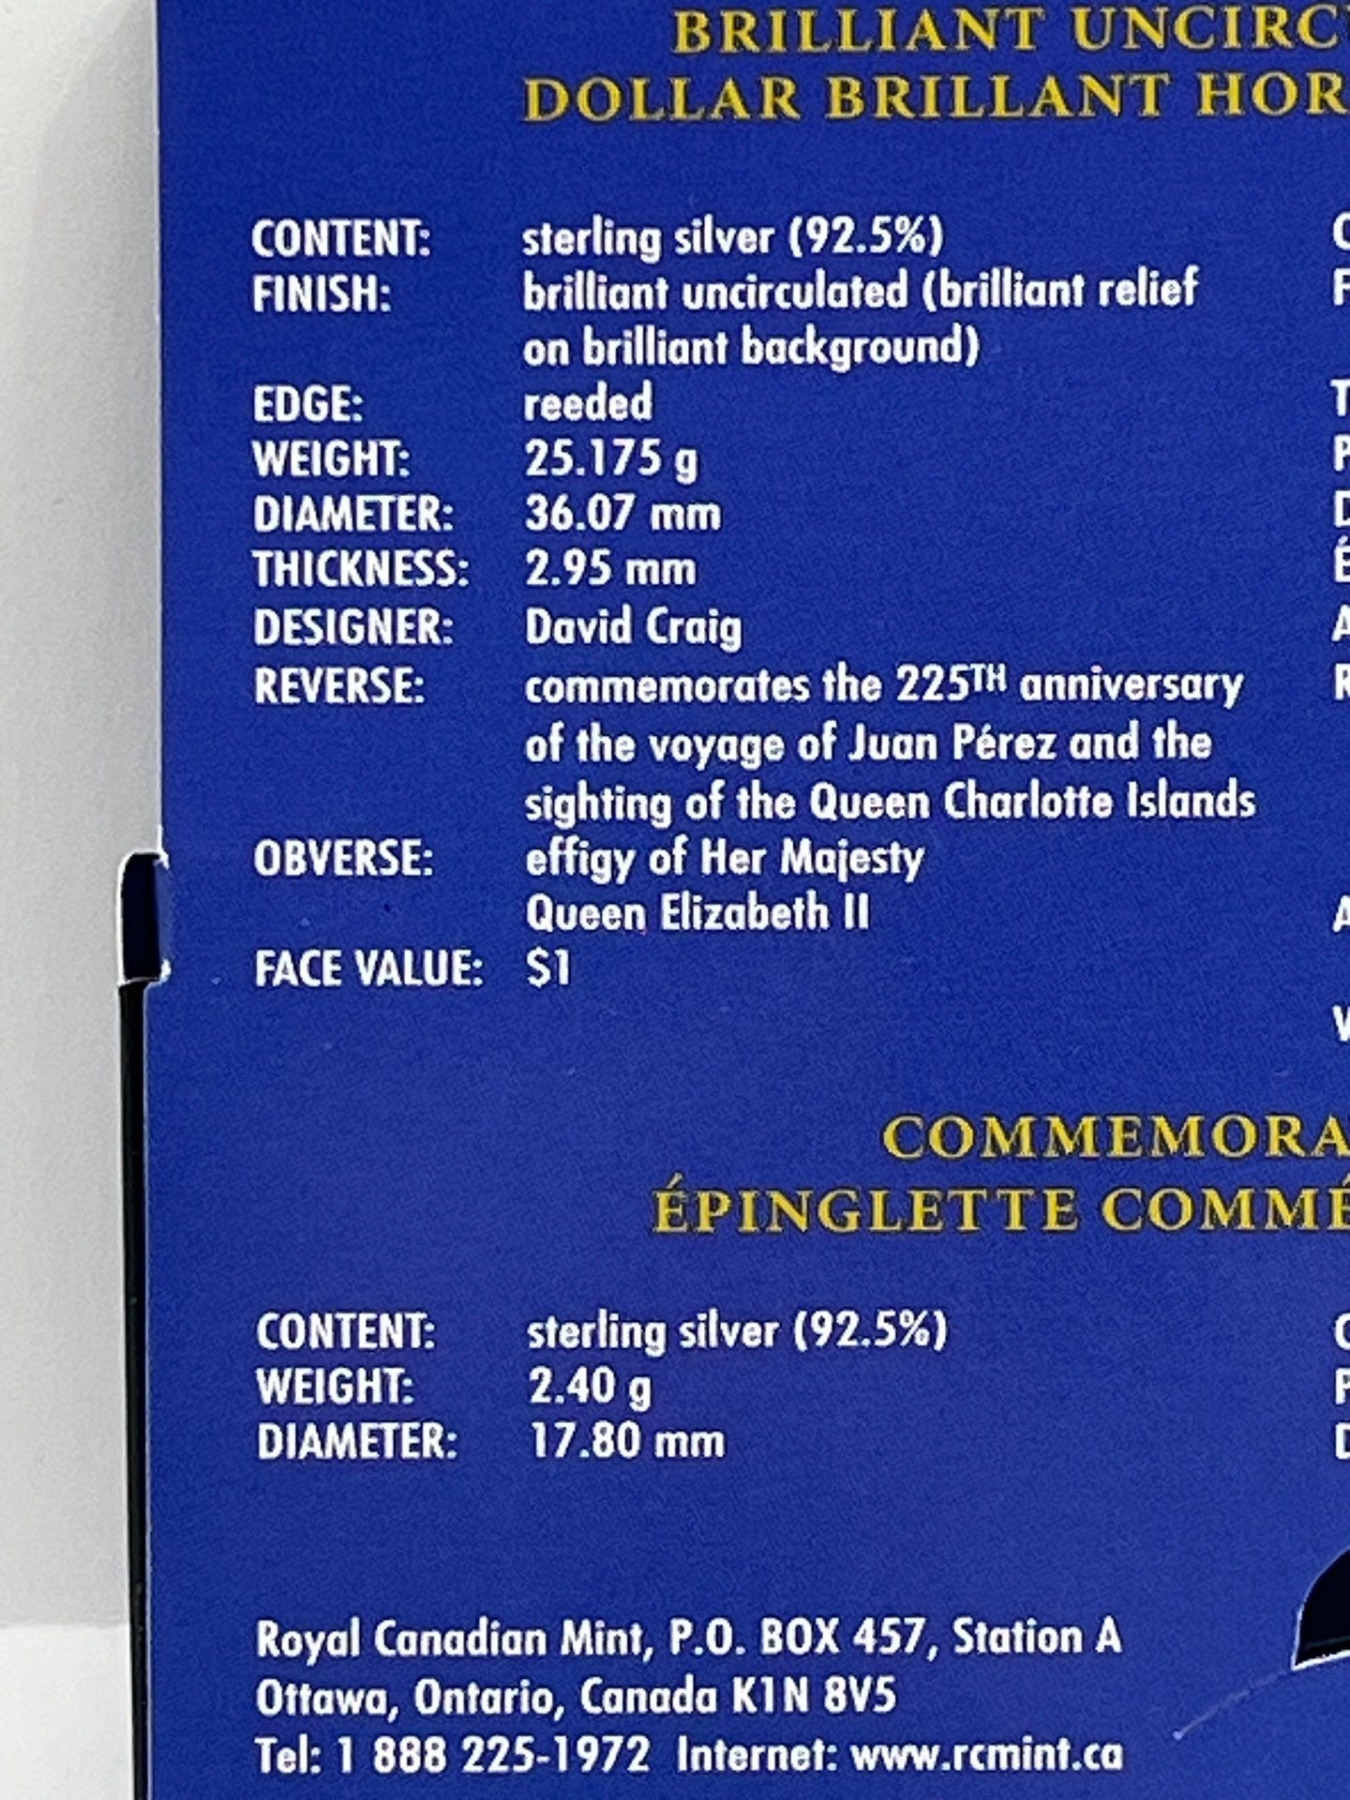 BRILLIANT UNCIRC
DOLLAR BRILLANT HOR
CONTENT: sterling silver (92.5%)
FINISH: brilliant uncirculated (brilliant relief
on brilliant background)
EDGE: reeded
WEIGHT: 25.175 g
DIAMETER: 36.07 mm
THICKNESS: 2.95 mm
DESIGNER: David Craig
REVERSE: commemorates the 225TH anniversary
of the voyage of Juan Pérez and the
sighting of the Queen Charlotte Islands
OBVERSE: effigy of Her Majesty
Queen Elizabeth II
FACE VALUE: $1
COMMEMORA
ÉPINGLETTE COMMÉ
CONTENT: sterling silver (92.5%)
WEIGHT: 2.40 g
DIAMETER: 17.80 mm
Royal Canadian Mint, P.O. BOX 457, Station A
Ottawa, Ontario, Canada K1N 8V5
Tel: 1 888 225-1972 Internet: www.rcmint.ca